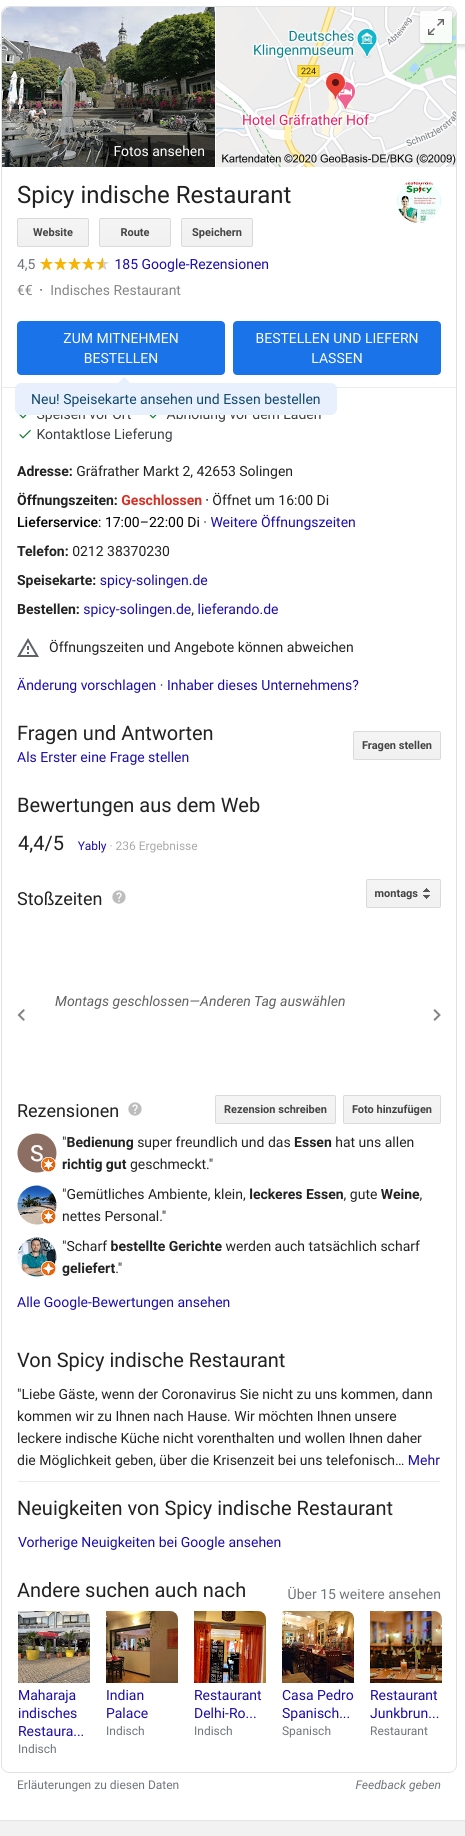 Deutsches
Klingenmuseum
Abteiweg
224
Hotel Gräfrather Hof
Schnitzlerstraß
Fotos ansehen
Kartendaten ©2020 GeoBasis-DE/BKG (©2009)
Spicy indische Restaurant
Spicy
Website Route Speichern
4,5 185 Google-Rezensionen
€€ · Indisches Restaurant
ZUM MITNEHMEN
BESTELLEN
BESTELLEN UND LIEFERN
LASSEN
Neu! Speisekarte ansehen und Essen bestellen
Speisen vor Ort Abholung vor dem Laden
Kontaktlose Lieferung
Adresse: Gräfrather Markt 2, 42653 Solingen
Öffnungszeiten: Geschlossen · Öffnet um 16:00 Di
Lieferservice: 17:00–22:00 Di · Weitere Öffnungszeiten
Telefon: 0212 38370230
Speisekarte: spicy-solingen.de
Bestellen: spicy-solingen.de, lieferando.de
Öffnungszeiten und Angebote können abweichen
Änderung vorschlagen · Inhaber dieses Unternehmens?
Fragen und Antworten
Fragen stellen
Als Erster eine Frage stellen
Bewertungen aus dem Web
4,4/5 Yably · 236 Ergebnisse
Stoßzeiten ? montags
Montags geschlossen—Anderen Tag auswählen
Rezensionen ? Rezension schreiben Foto hinzufügen
S
"Bedienung super freundlich und das Essen hat uns allen
richtig gut geschmeckt."
"Gemütliches Ambiente, klein, leckeres Essen, gute Weine,
nettes Personal."
"Scharf bestellte Gerichte werden auch tatsächlich scharf
geliefert."
Alle Google-Bewertungen ansehen
Von Spicy indische Restaurant
"Liebe Gäste, wenn der Coronavirus Sie nicht zu uns kommen, dann
kommen wir zu Ihnen nach Hause. Wir möchten Ihnen unsere
leckere indische Küche nicht vorenthalten und wollen Ihnen daher
die Möglichkeit geben, über die Krisenzeit bei uns telefonisch… Mehr
Neuigkeiten von Spicy indische Restaurant
Vorherige Neuigkeiten bei Google ansehen
Andere suchen auch nach Über 15 weitere ansehen
Maharaja
indisches
Restaura...
Indisch
Indian
Palace
Indisch
Restaurant
Delhi-Ro...
Indisch
Casa Pedro
Spanisch...
Spanisch
Restaurant
Junkbrun...
Restaurant
Erläuterungen zu diesen Daten Feedback geben